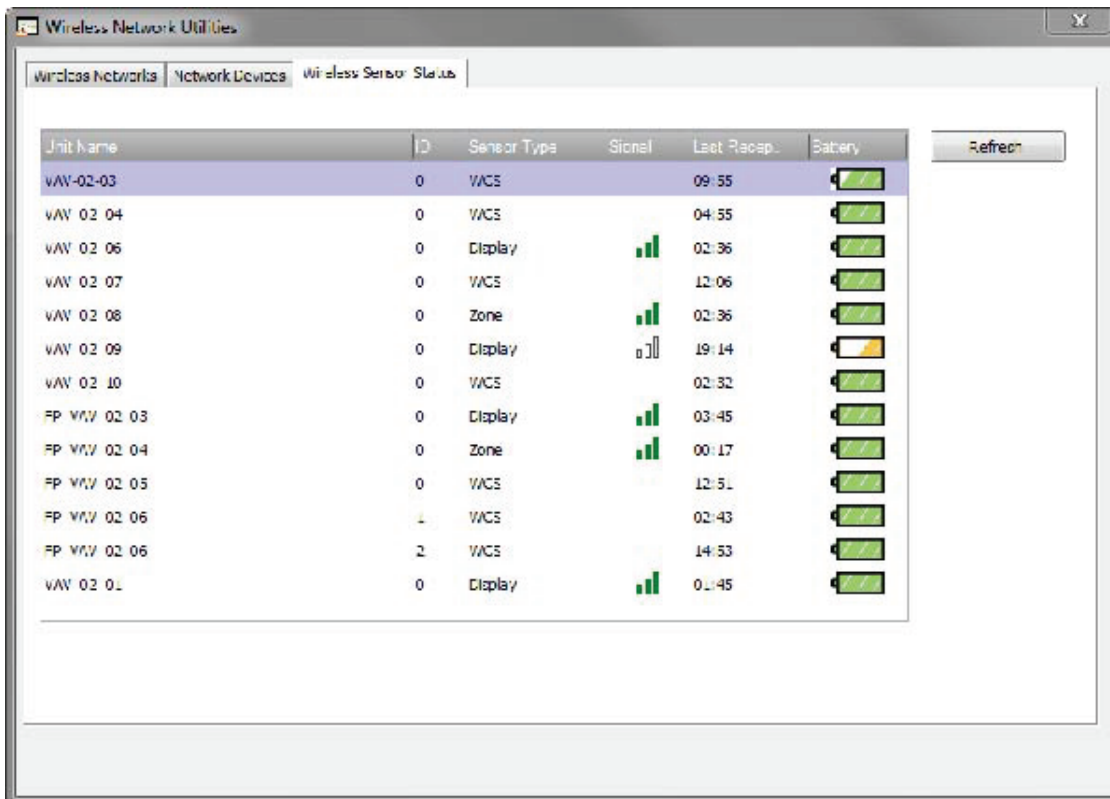 Wireless Network Utilities
Wireless Networks Network Devices Wireless Sensor Status
Unit Name ID Sensor Type Signal Last Recep... Battery
Refresh
VAV-02-03 0 WCS 09:55
VAV 02 04 0 WCS 04:55
VAV 02 06 0 Display 02:36
VAV 02 07 0 WCS 12:06
VAV 02 08 0 Zone 02:36
VAV 02 09 0 Display 19:14
VAV 02 10 0 WCS 02:32
FP VAV 02 03 0 Display 03:45
FP VAV 02 04 0 Zone 00:17
FP VAV 02 05 0 WCS 12:51
FP VAV 02 06 1 WCS 02:43
FP VAV 02 06 2 WCS 14:53
VAV 02 01 0 Display 01:45